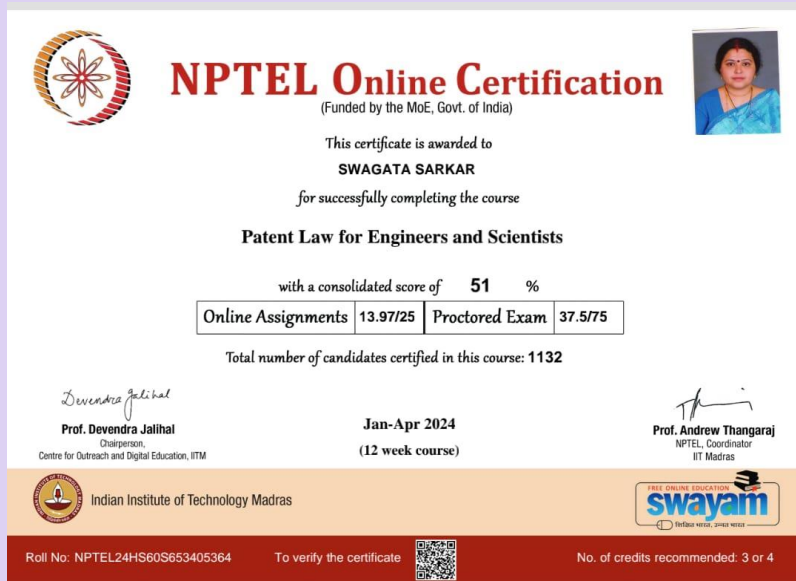 NPTEL Online Certification
(Funded by the MoE, Govt. of India)
This certificate is awarded to
SWAGATA SARKAR
for successfully completing the course
Patent Law for Engineers and Scientists
with a consolidated score of 51 %
Online Assignments 13.97/25 Proctored Exam 37.5/75
Total number of candidates certified in this course: 1132
Devendra Jalihal
Prof. Devendra Jalihal
Chairperson,
Centre for Outreach and Digital Education, IITM
Jan-Apr 2024
(12 week course)
Prof. Andrew Thangaraj
NPTEL, Coordinator
IIT Madras
Indian Institute of Technology Madras
FREE ONLINE EDUCATION
swayam
शिक्षित भारत, उन्नत भारत
Roll No: NPTEL24HS60S653405364
To verify the certificate
No. of credits recommended: 3 or 4